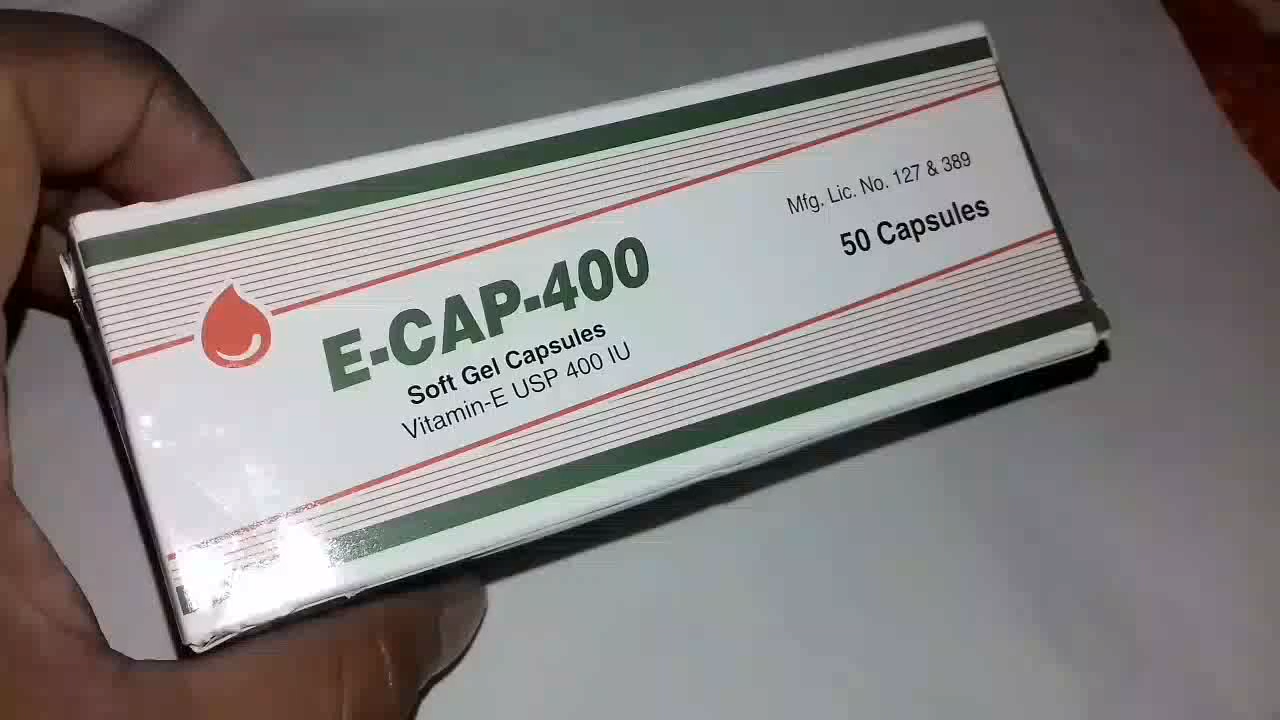 Mfg. Lic. No. 127 & 389
50 Capsules
E-CAP-400
Soft Gel Capsules
Vitamin-E USP 400 IU